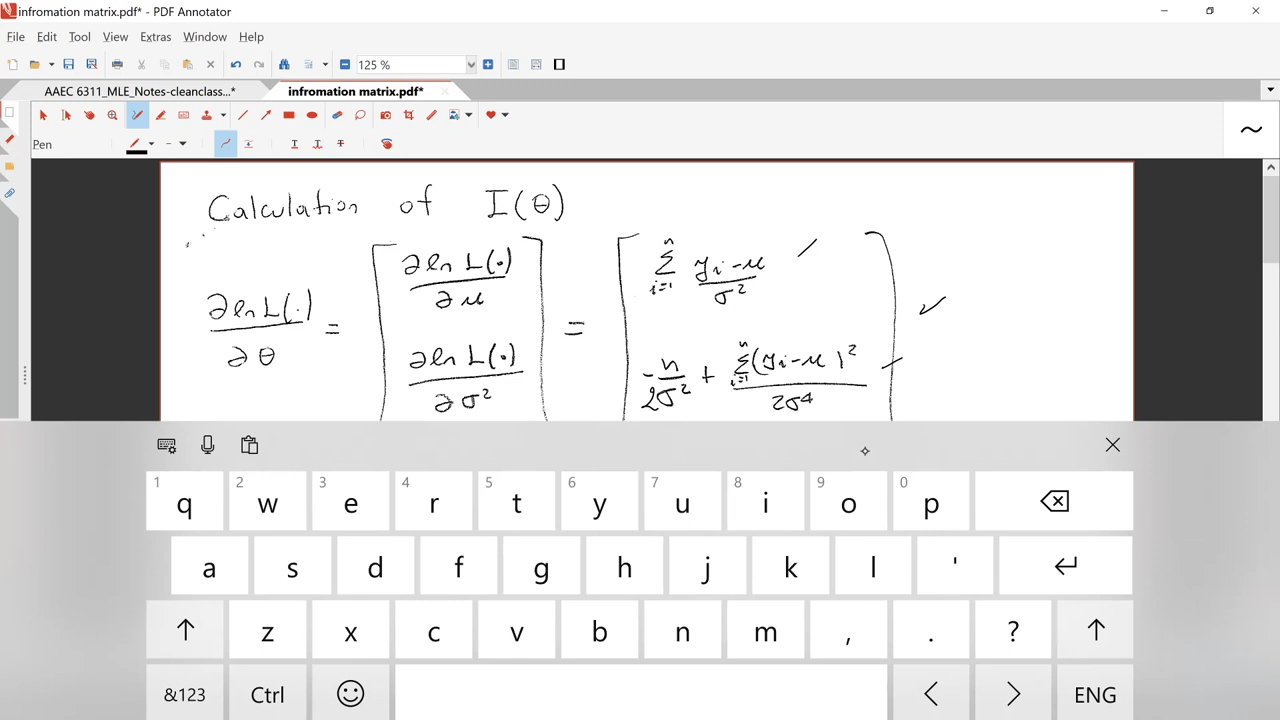 infromation matrix.pdf* - PDF Annotator
File Edit Tool View Extras Window Help
125 %
AAEC 6311_MLE_Notes-cleanclass...* infromation matrix.pdf*
Pen
Calculation of I(θ)
∂ln L(·)/∂θ = [ ∂ln L(·)/∂μ ; ∂ln L(·)/∂σ² ] = [ Σ_{i=1}^{n} (y_i-μ)/σ² ✓ ; -n/2σ² + Σ_{i=1}^{n}(y_i-μ)²/2σ⁴ ✓ ] ✓
1 2 3 4 5 6 7 8 9 0
q w e r t y u i o p
a s d f g h j k l '
z x c v b n m , . ?
&123 Ctrl ENG